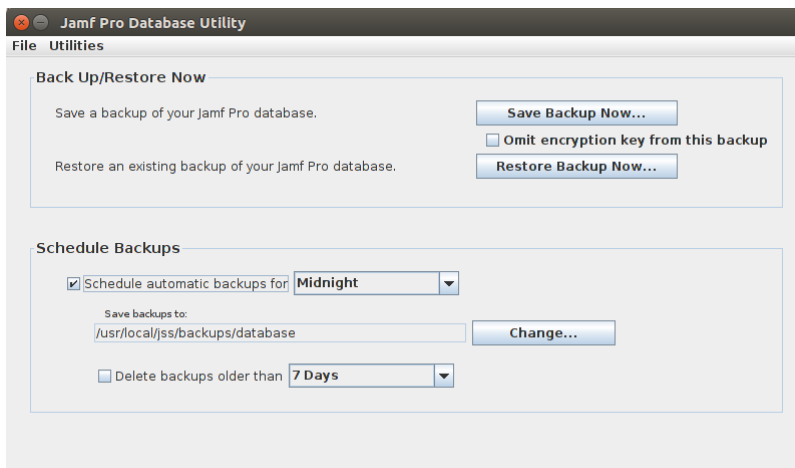 Jamf Pro Database Utility
File Utilities
Back Up/Restore Now
Save a backup of your Jamf Pro database.
Save Backup Now...
Omit encryption key from this backup
Restore an existing backup of your Jamf Pro database.
Restore Backup Now...
Schedule Backups
Schedule automatic backups for Midnight
Save backups to:
/usr/local/jss/backups/database
Change...
Delete backups older than 7 Days